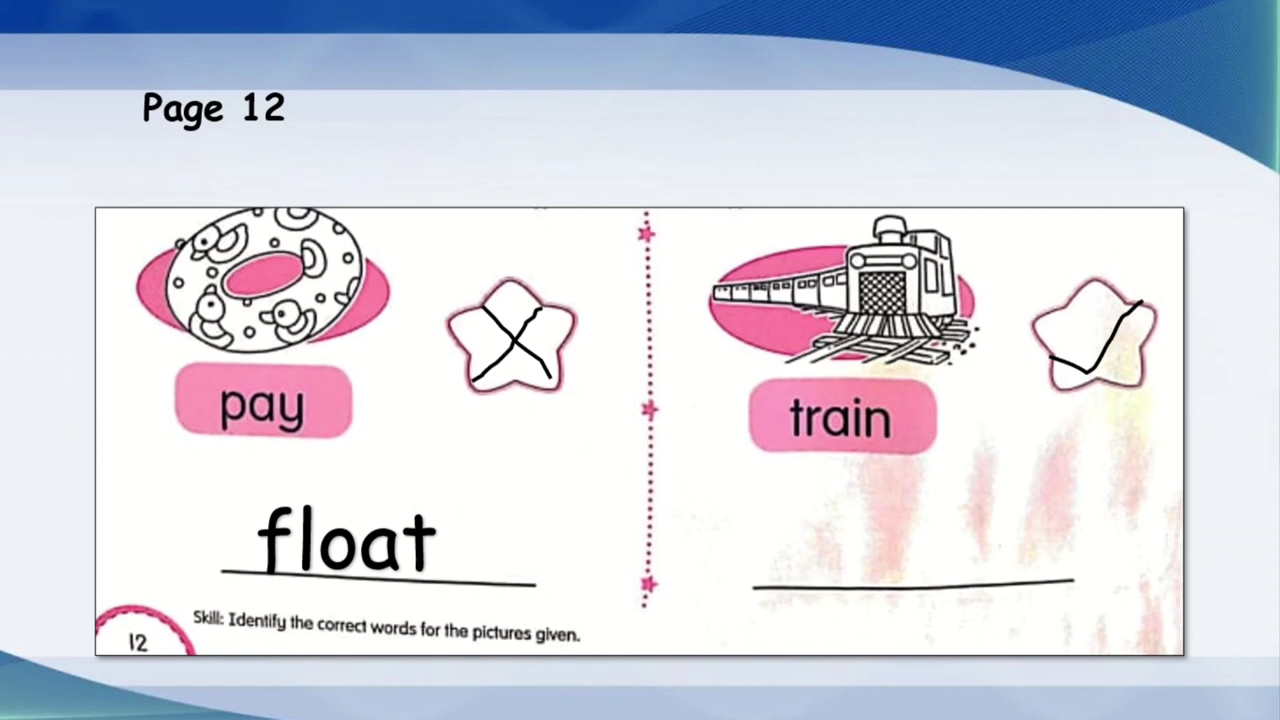 Page 12
pay
train
float
Skill: Identify the correct words for the pictures given.
12